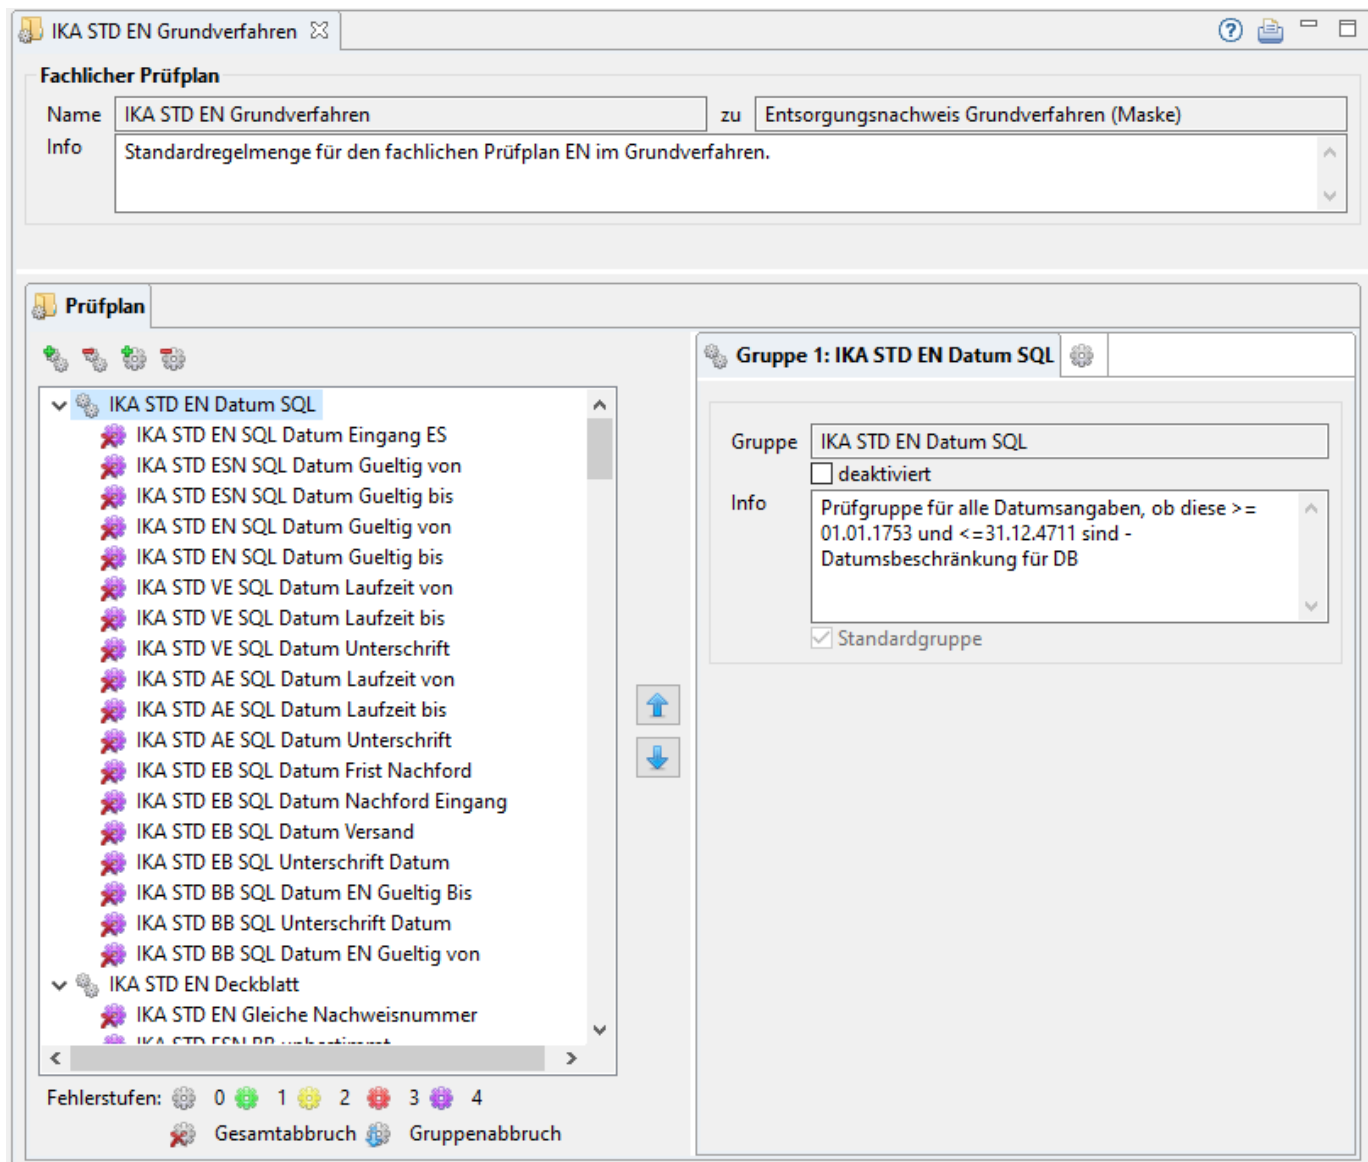 IKA STD EN Grundverfahren
Fachlicher Prüfplan
Name IKA STD EN Grundverfahren zu Entsorgungsnachweis Grundverfahren (Maske)
Info Standardregelmenge für den fachlichen Prüfplan EN im Grundverfahren.
Prüfplan
IKA STD EN Datum SQL
IKA STD EN SQL Datum Eingang ES
IKA STD ESN SQL Datum Gueltig von
IKA STD ESN SQL Datum Gueltig bis
IKA STD EN SQL Datum Gueltig von
IKA STD EN SQL Datum Gueltig bis
IKA STD VE SQL Datum Laufzeit von
IKA STD VE SQL Datum Laufzeit bis
IKA STD VE SQL Datum Unterschrift
IKA STD AE SQL Datum Laufzeit von
IKA STD AE SQL Datum Laufzeit bis
IKA STD AE SQL Datum Unterschrift
IKA STD EB SQL Datum Frist Nachford
IKA STD EB SQL Datum Nachford Eingang
IKA STD EB SQL Datum Versand
IKA STD EB SQL Unterschrift Datum
IKA STD BB SQL Datum EN Gueltig Bis
IKA STD BB SQL Unterschrift Datum
IKA STD BB SQL Datum EN Gueltig von
IKA STD EN Deckblatt
IKA STD EN Gleiche Nachweisnummer
IKA STD ESN BB unbestimmt
Fehlerstufen: 0 1 2 3 4
Gesamtabbruch Gruppenabbruch
Gruppe 1: IKA STD EN Datum SQL
Gruppe IKA STD EN Datum SQL
deaktiviert
Info Prüfgruppe für alle Datumsangaben, ob diese >=
01.01.1753 und <=31.12.4711 sind -
Datumsbeschränkung für DB
Standardgruppe